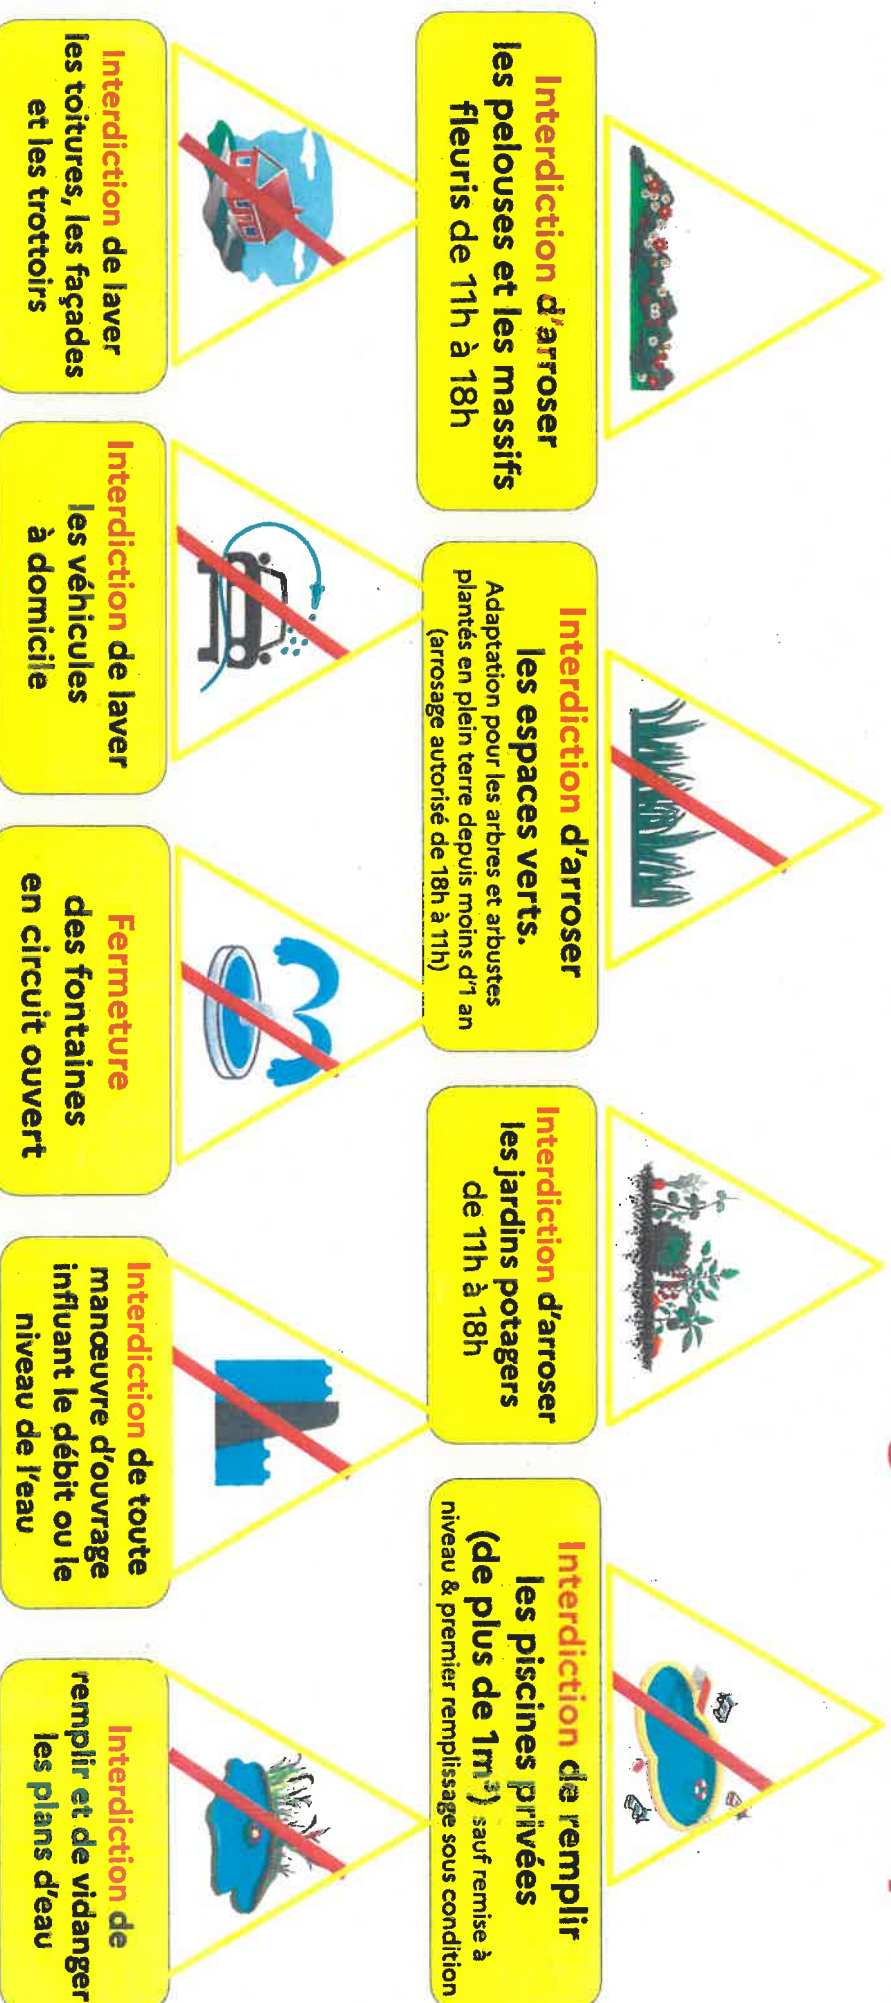 Interdiction d'arroser
les pelouses et les massifs
fleuris de 11h à 18h
Interdiction d'arroser
les espaces verts.
Adaptation pour les arbres et arbustes
plantés en plein terre depuis moins d'1 an
(arrosage autorisé de 18h à 11h)
Interdiction d'arroser
les jardins potagers
de 11h à 18h
Interdiction de remplir
les piscines privées
(de plus de 1m³) sauf remise à
niveau & premier remplissage sous condition
Interdiction de laver
les toitures, les façades
et les trottoirs
Interdiction de laver
les véhicules
à domicile
Fermeture
des fontaines
en circuit ouvert
Interdiction de toute
manœuvre d'ouvrage
influant le débit ou le
niveau de l'eau
Interdiction de
remplir et de vidanger
les plans d'eau